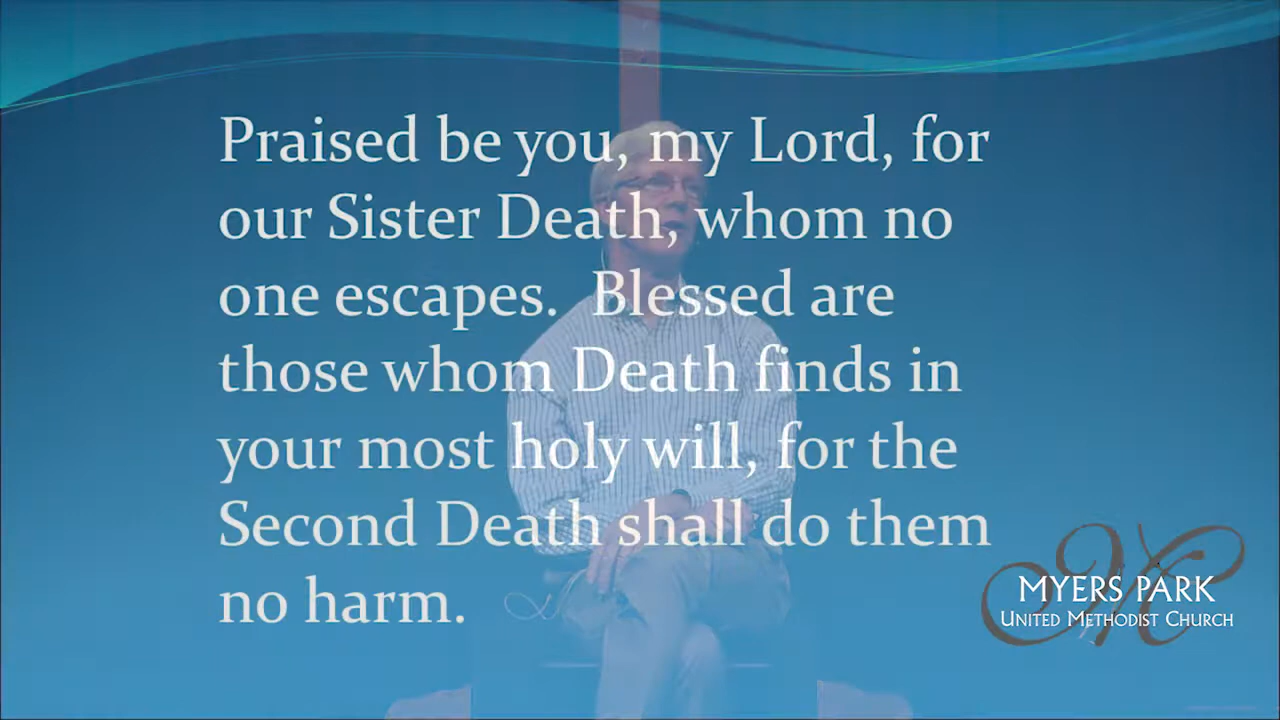 Praised be you, my Lord, for
our Sister Death, whom no
one escapes.  Blessed are
those whom Death finds in
your most holy will, for the
Second Death shall do them
no harm.
MYERS PARK
UNITED METHODIST CHURCH